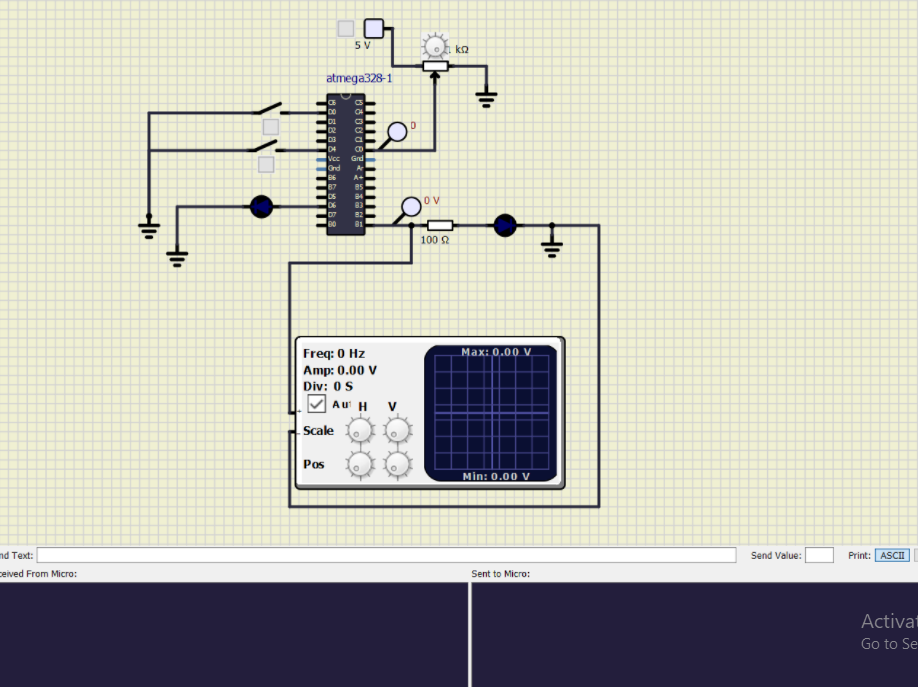 5 V
1 kΩ
atmega328-1
C6 C5
D0 C4
D1 C3
D2 C2
D3 C1
D4 C0
Vcc Gnd
Gnd Ar
B6 A+
B7 B5
D5 B4
D6 B3
D7 B2
B0 B1
0
0 V
100 Ω
Freq: 0 Hz
Amp: 0.00 V
Div: 0 S
Aut H V
Scale
Pos
+
-
Max: 0.00 V
Min: 0.00 V
nd Text: Send Value: Print: ASCII
ceived From Micro: Sent to Micro:
Activat
Go to Se